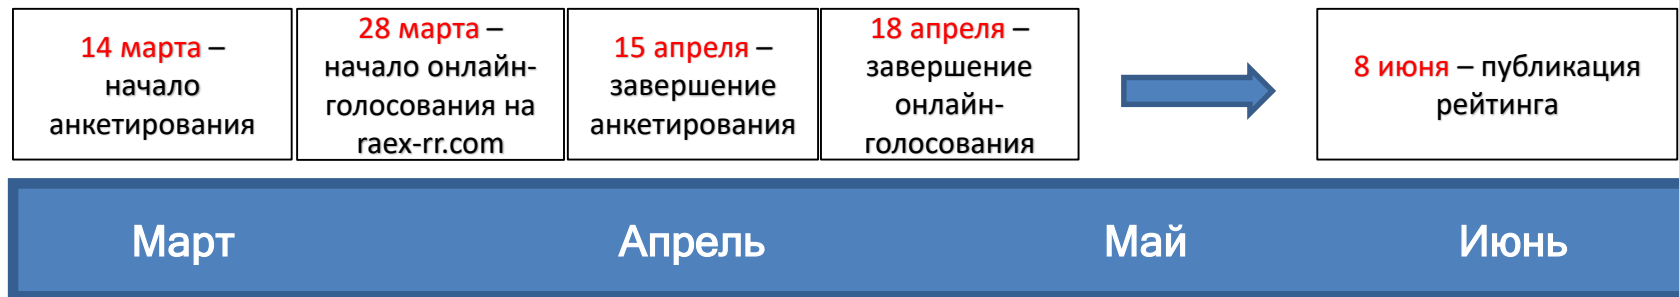 14 марта –
начало
анкетирования
28 марта –
начало онлайн-
голосования на
raex-rr.com
15 апреля –
завершение
анкетирования
18 апреля –
завершение
онлайн-
голосования
8 июня – публикация
рейтинга
Март
Апрель
Май
Июнь